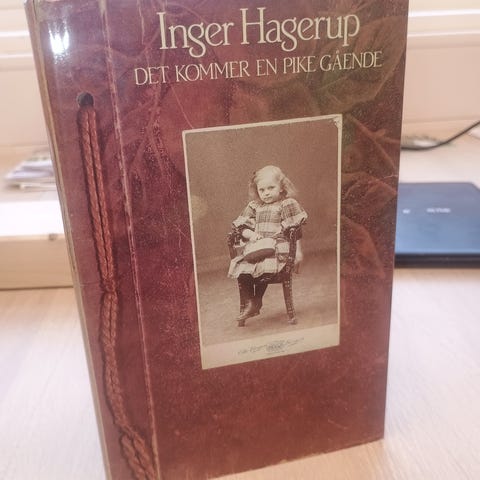 Inger Hagerup
DET KOMMER EN PIKE GÅENDE